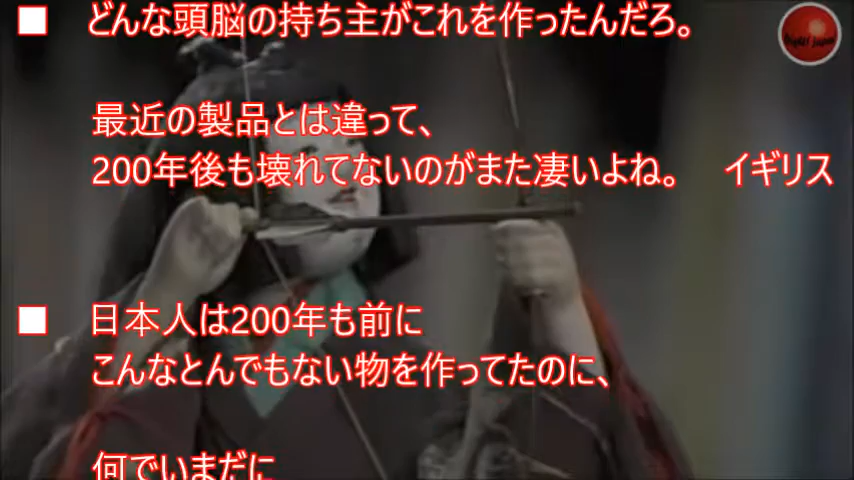 ■ どんな頭脳の持ち主がこれを作ったんだろ。
最近の製品とは違って、
200年後も壊れてないのがまた凄いよね。 イギリス
■ 日本人は200年も前に
こんなとんでもない物を作ってたのに、
何でいまだに